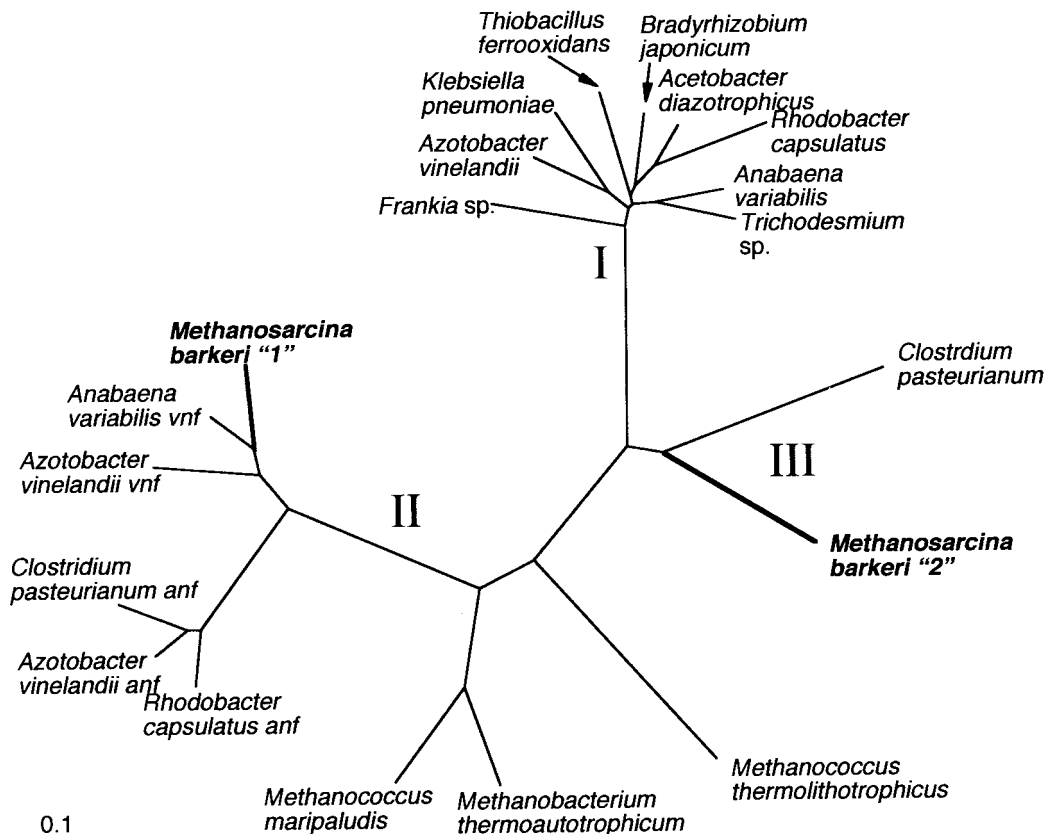 Thiobacillus
ferrooxidans
Bradyrhizobium
japonicum
Klebsiella
pneumoniae
Acetobacter
diazotrophicus
Rhodobacter
capsulatus
Azotobacter
vinelandii
Anabaena
variabilis
Frankia sp.
Trichodesmium
sp.
I
Methanosarcina
barkeri “1”
Clostrdium
pasteurianum
Anabaena
variabilis vnf
Azotobacter
vinelandii vnf
III
II
Methanosarcina
barkeri “2”
Clostridium
pasteurianum anf
Azotobacter
vinelandii anf
Rhodobacter
capsulatus anf
Methanococcus
thermolithotrophicus
Methanococcus
maripaludis
Methanobacterium
thermoautotrophicum
0.1